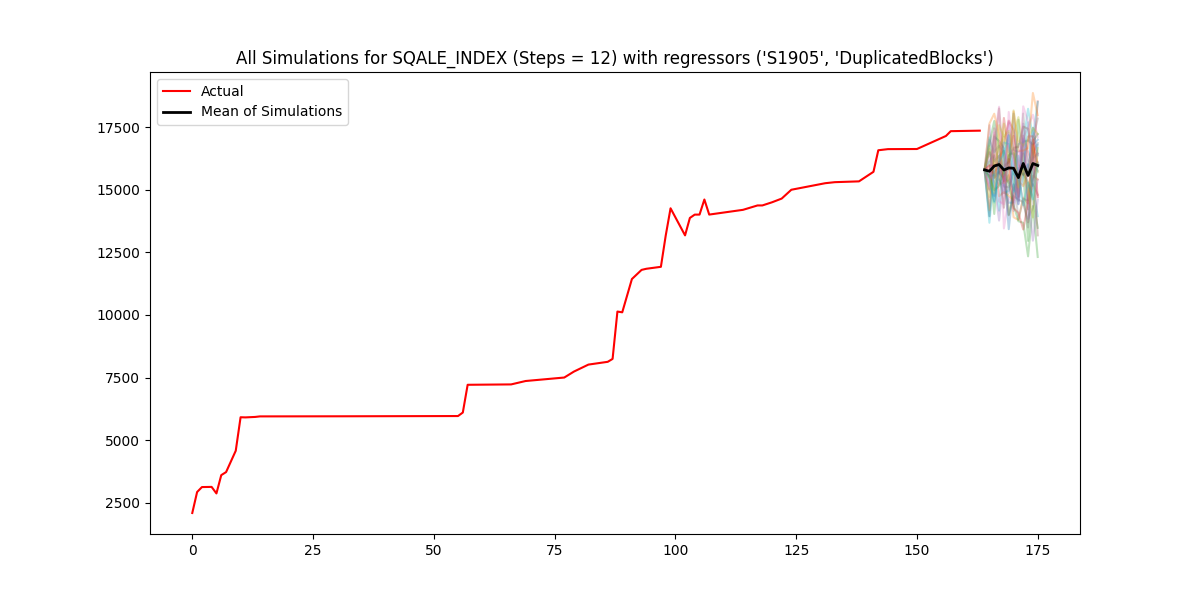 All Simulations for SQALE_INDEX (Steps = 12) with regressors ('S1905', 'DuplicatedBlocks')
Actual
Mean of Simulations
17500
15000
12500
10000
7500
5000
2500
0 25 50 75 100 125 150 175